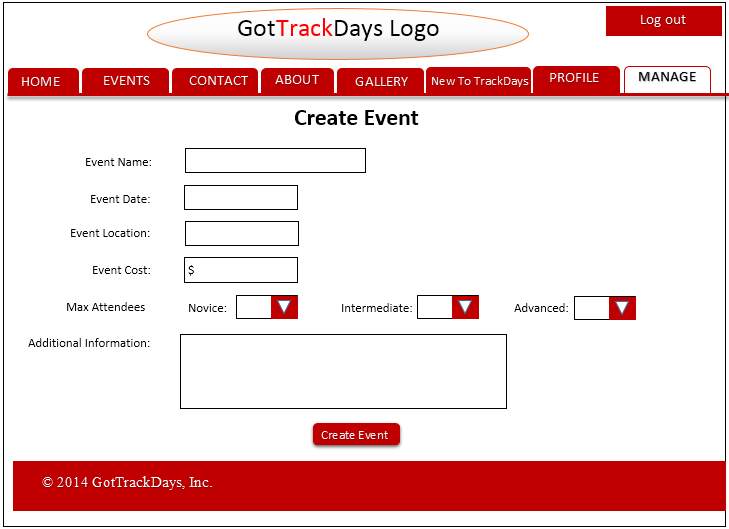 GotTrackDays Logo
Log out
HOME EVENTS CONTACT ABOUT GALLERY New To TrackDays PROFILE MANAGE
Create Event
Event Name:
Event Date:
Event Location:
Event Cost: $
Max Attendees Novice: Intermediate: Advanced:
Additional Information:
Create Event
© 2014 GotTrackDays, Inc.